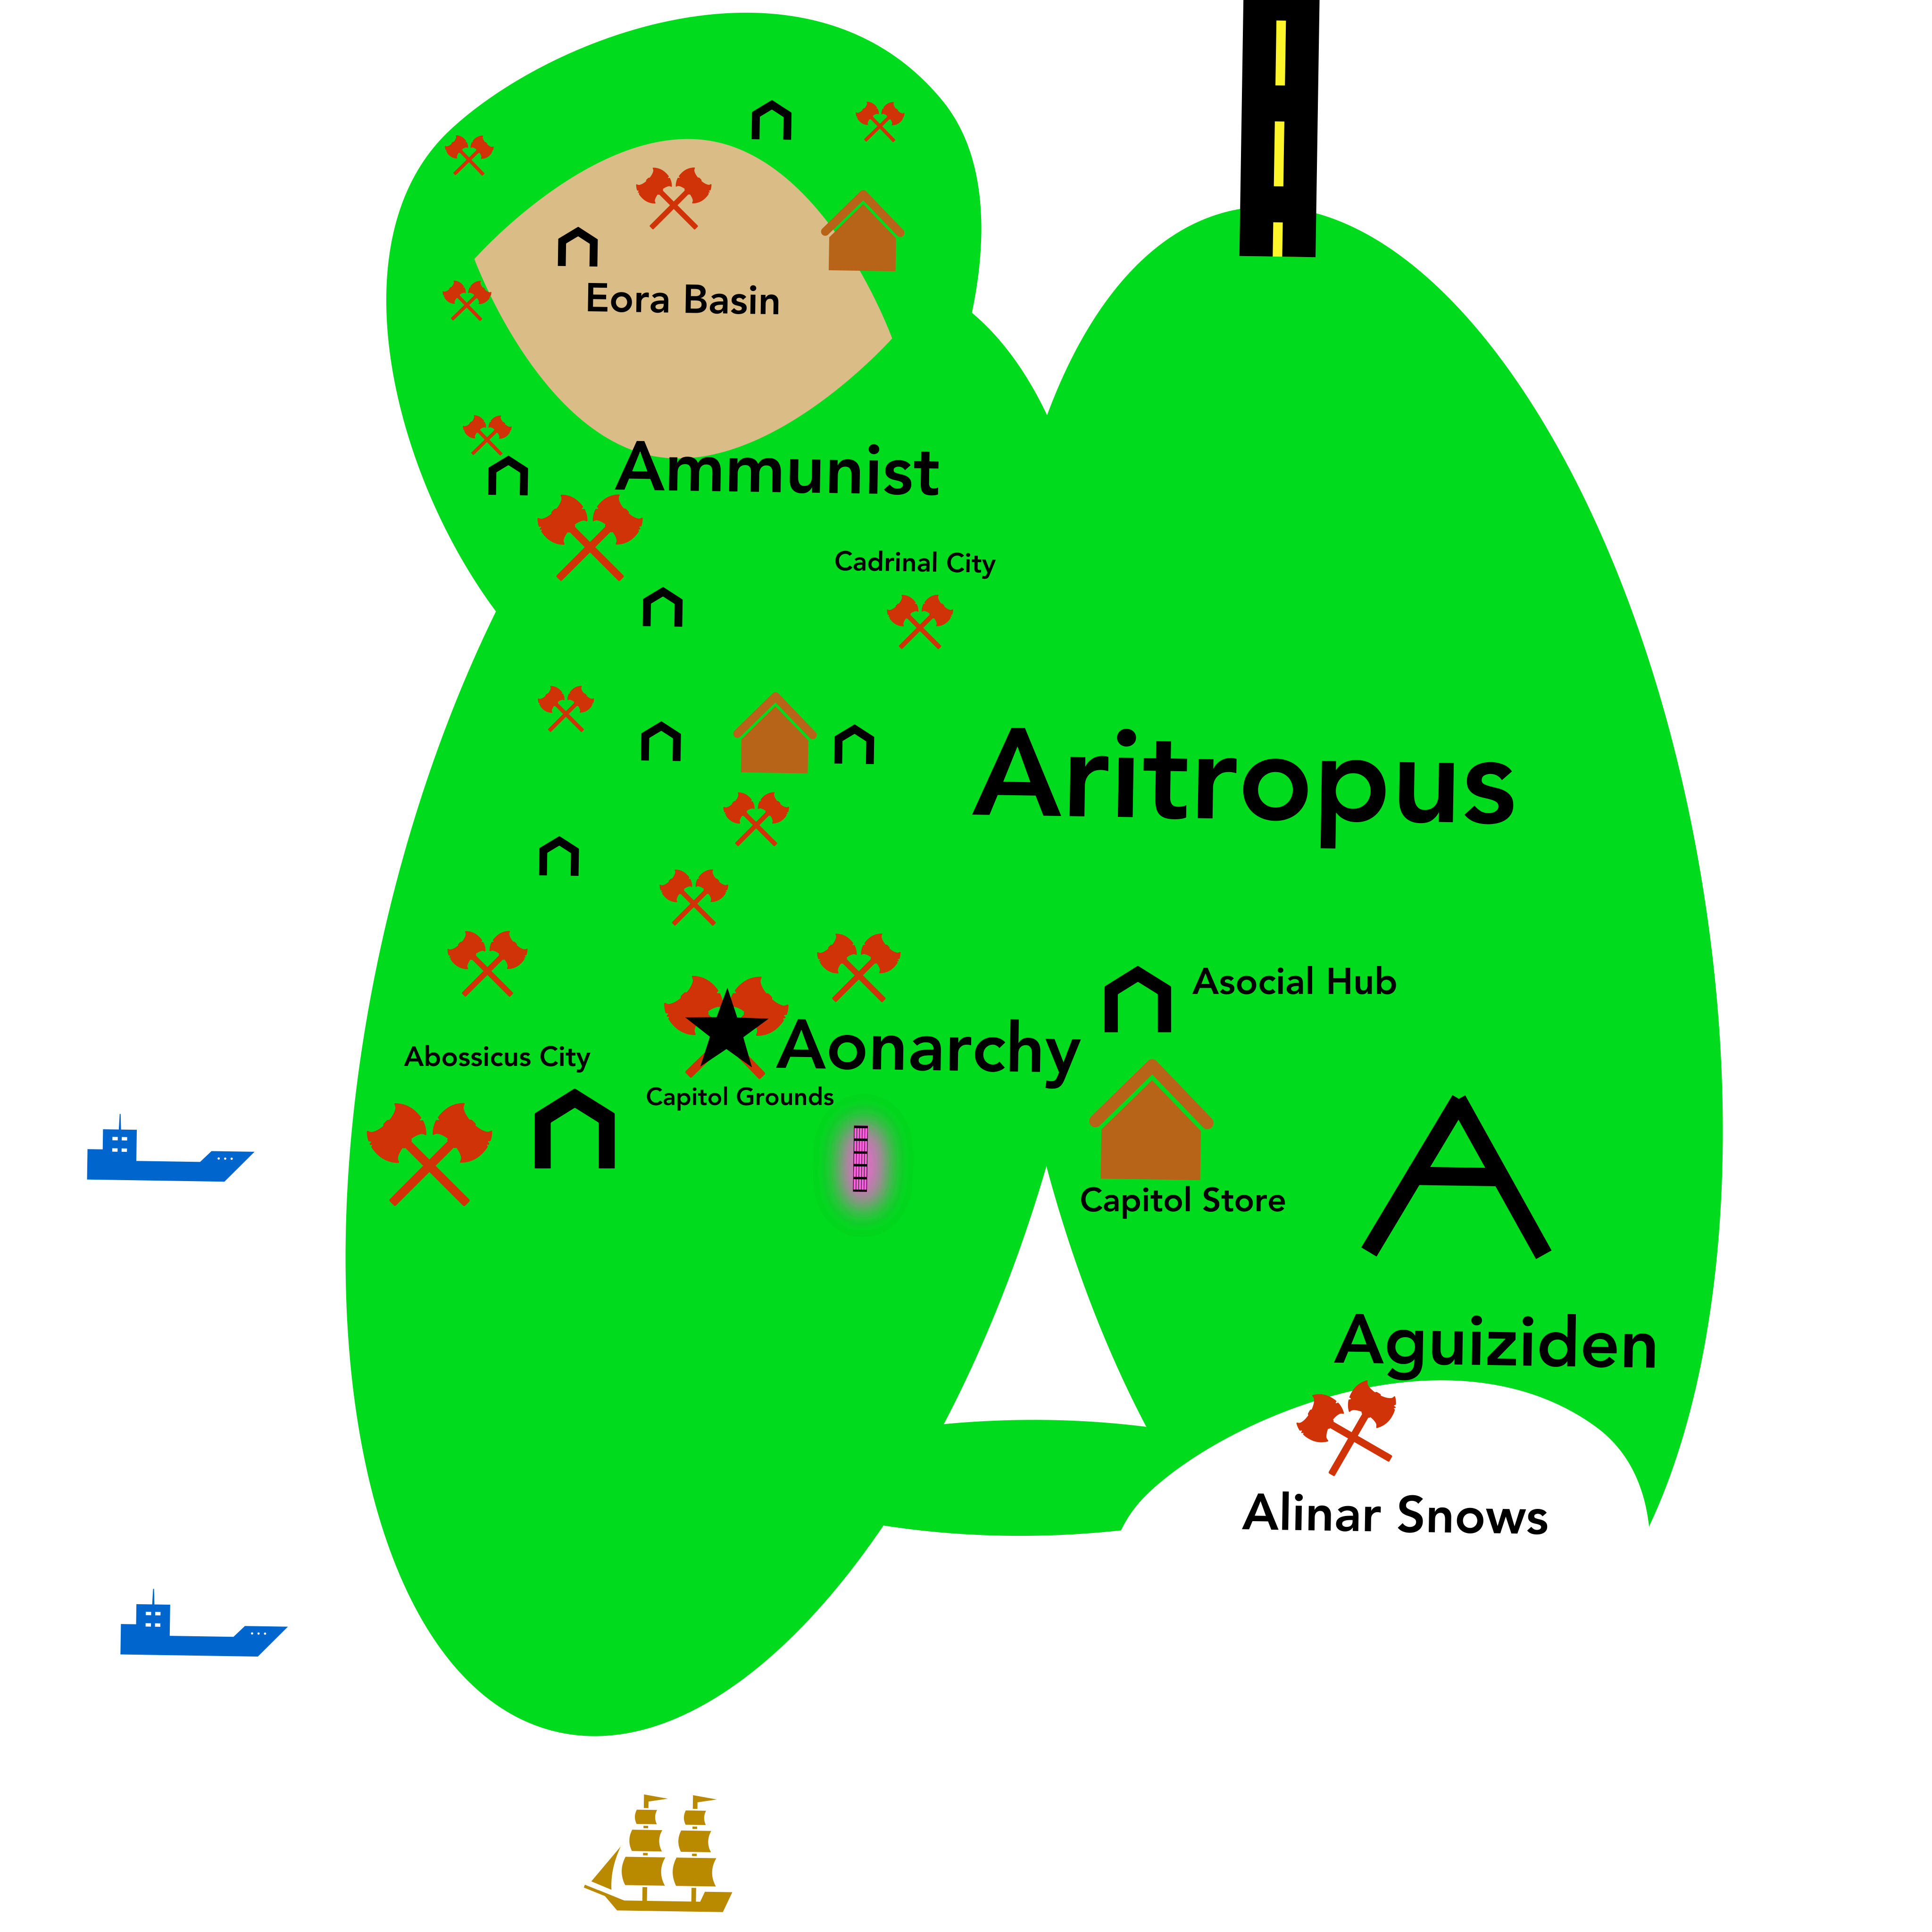 Eora Basin
Ammunist
Cadrinal City
Aritropus
Asocial Hub
Aonarchy
Abossicus City
Capitol Grounds
Capitol Store
A
Aguiziden
Alinar Snows